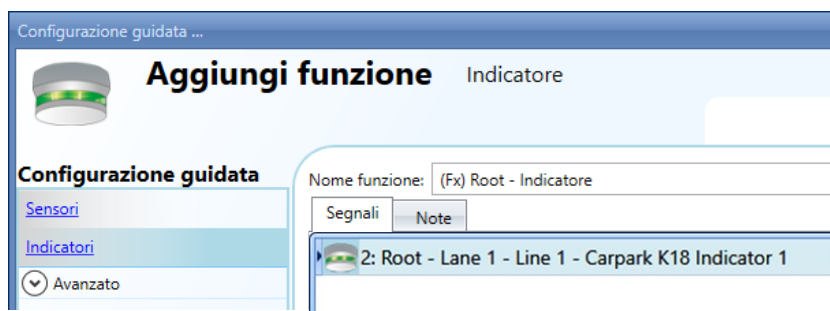 Configurazione guidata ...
Aggiungi funzione Indicatore
Configurazione guidata
Sensori
Indicatori
Avanzato
Nome funzione: (Fx) Root - Indicatore
Segnali Note
2: Root - Lane 1 - Line 1 - Carpark K18 Indicator 1